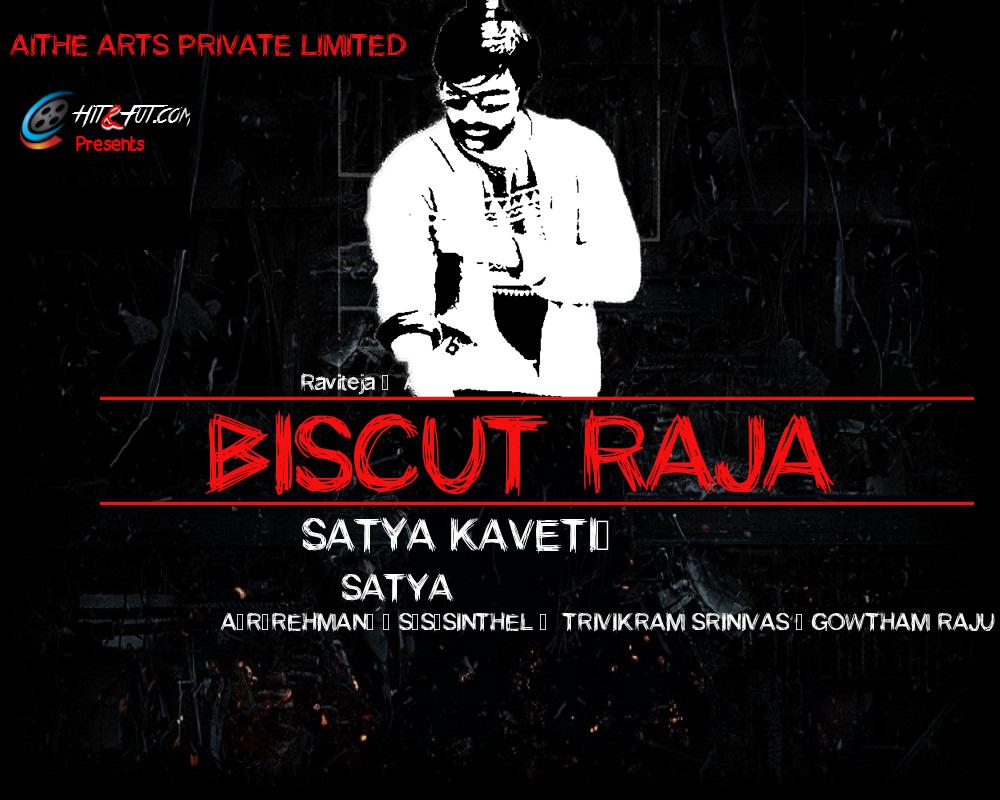 AITHE ARTS PRIVATE LIMITED
HIT&FUT.COM
Presents
Raviteja A
BISCUT RAJA
SATYA KAVETI
SATYA
A R REHMAN S S SINTHEL TRIVIKRAM SRINIVAS GOWTHAM RAJU